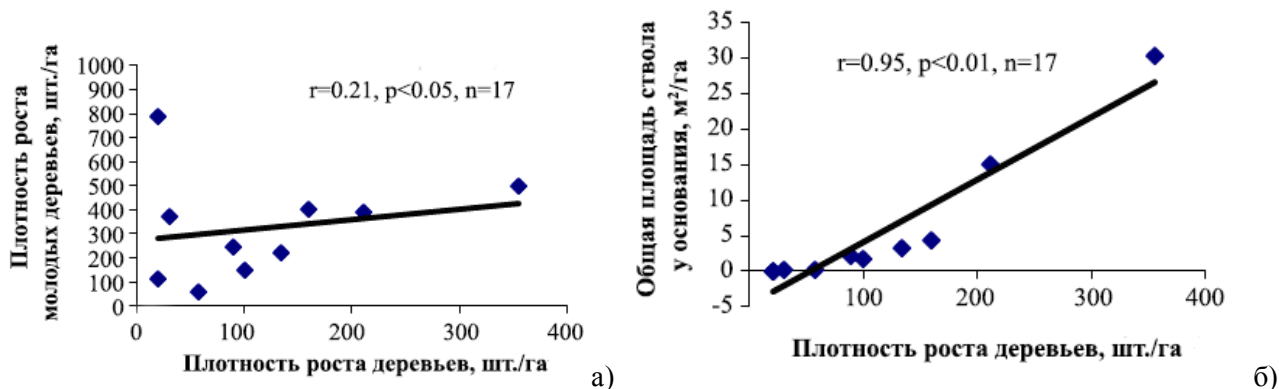 Плотность роста
молодых деревьев, шт./га
1000
900
800
700
600
500
400
300
200
100
0
r=0.21, p<0.05, n=17
0 100 200 300 400
Плотность роста деревьев, шт./га
а)
Общая площадь ствола
у основания, м²/га
35
30
25
20
15
10
5
0
-5
r=0.95, p<0.01, n=17
100 200 300 400
Плотность роста деревьев, шт./га
б)